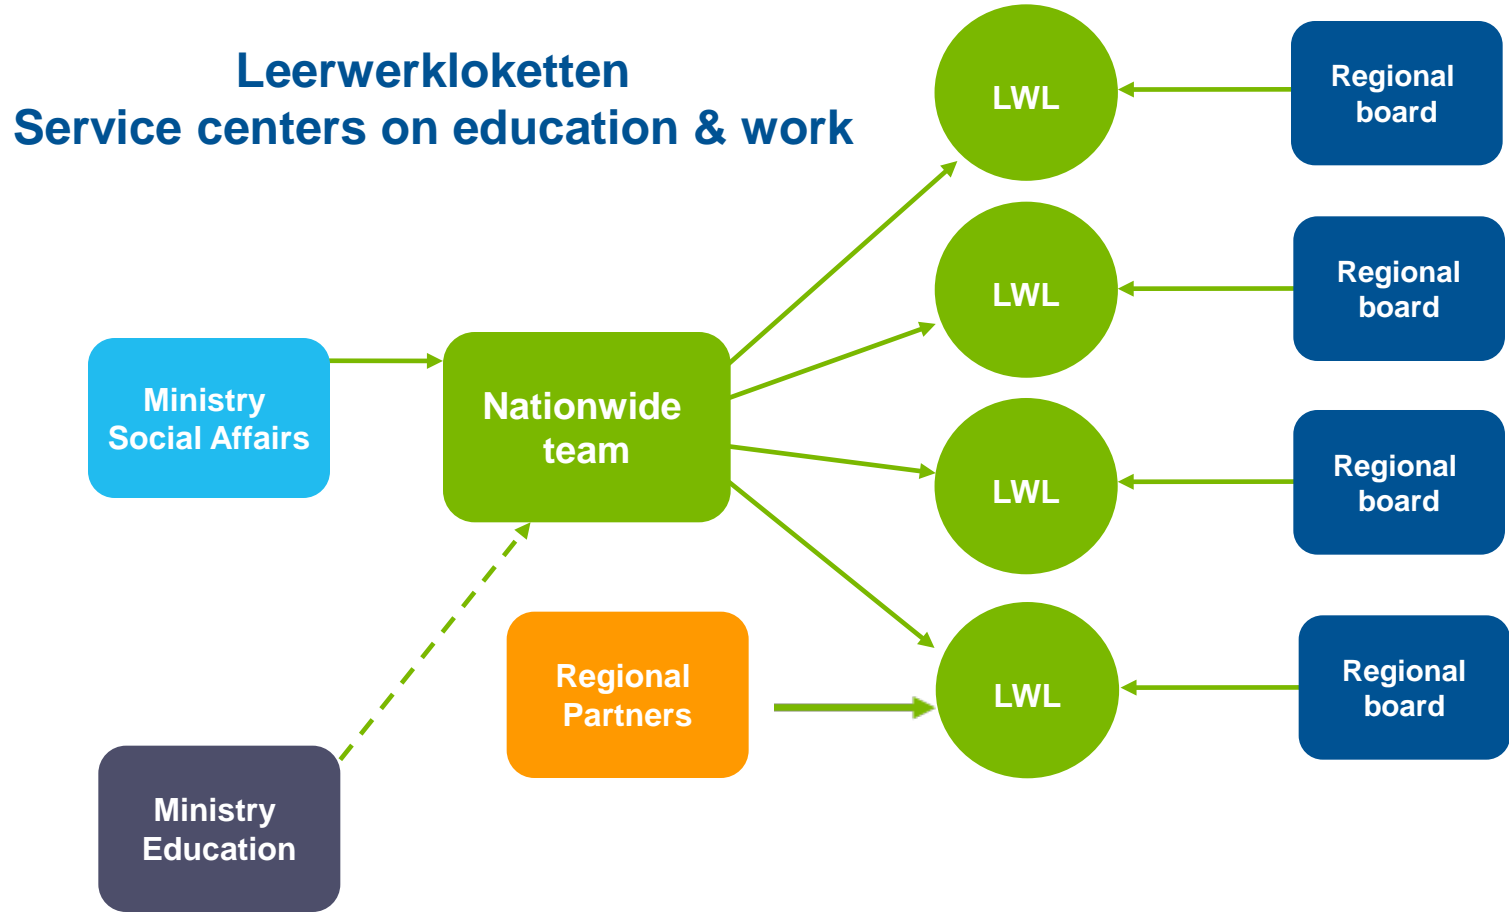 Leerwerkloketten
Service centers on education & work
LWL
Regional
board
LWL
Regional
board
Ministry
Social Affairs
Nationwide
team
LWL
Regional
board
Regional
Partners
LWL
Regional
board
Ministry
Education